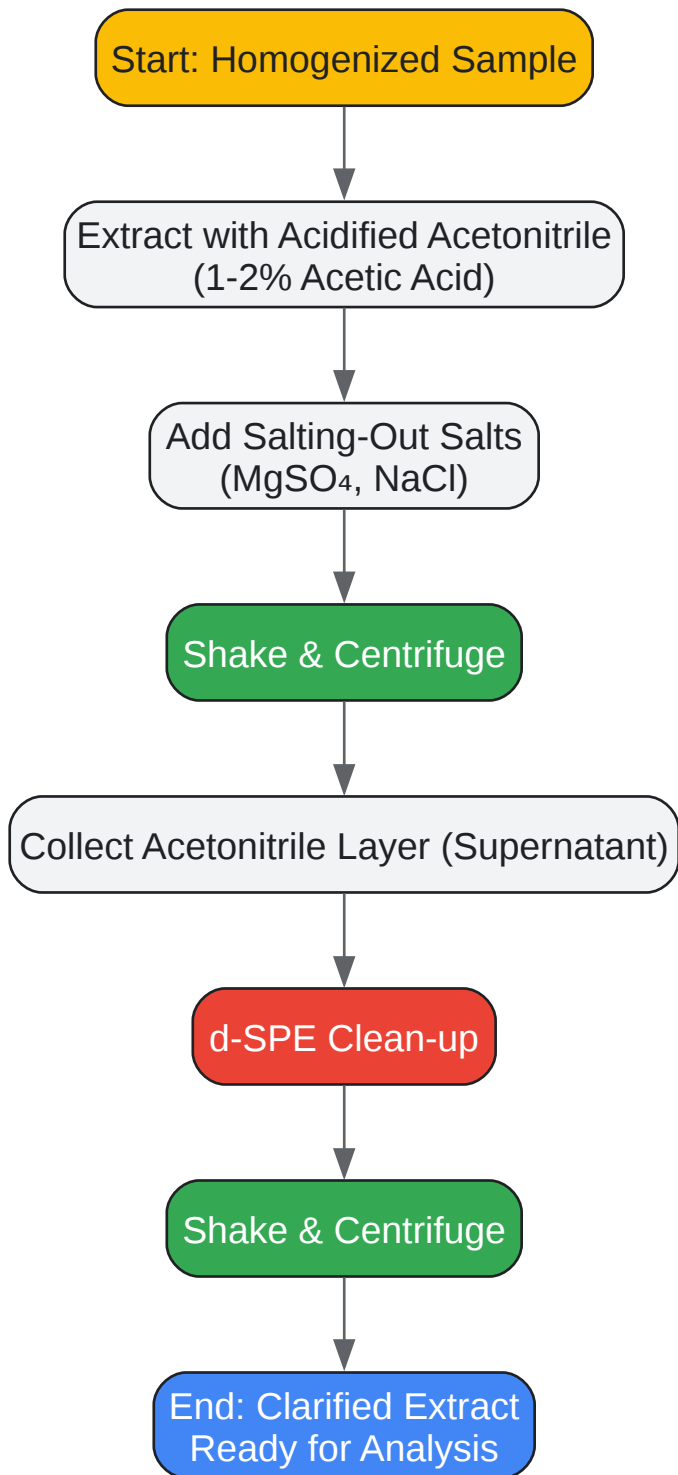 Start: Homogenized Sample
Extract with Acidified Acetonitrile
(1-2% Acetic Acid)
Add Salting-Out Salts
(MgSO₄, NaCl)
Shake & Centrifuge
Collect Acetonitrile Layer (Supernatant)
d-SPE Clean-up
Shake & Centrifuge
End: Clarified Extract
Ready for Analysis